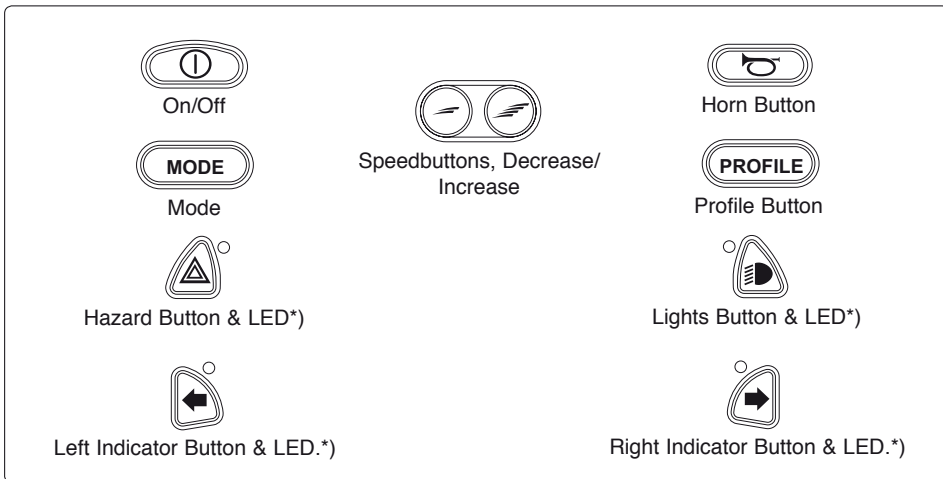 On/Off
Speedbuttons, Decrease/
Increase
Horn Button
MODE
Mode
PROFILE
Profile Button
Hazard Button & LED*)
Lights Button & LED*)
Left Indicator Button & LED.*)
Right Indicator Button & LED.*)